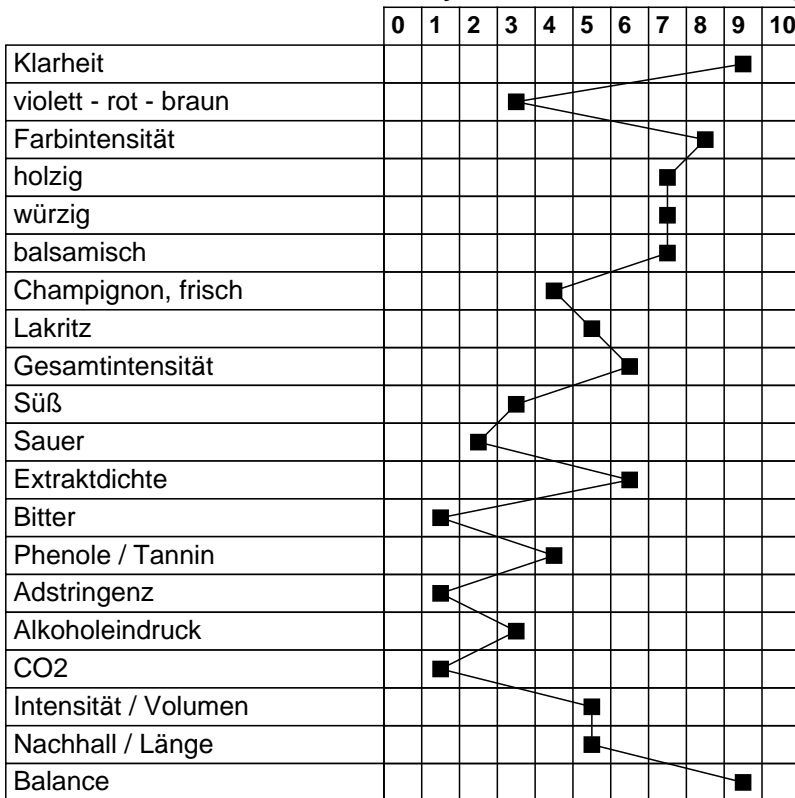 0 1 2 3 4 5 6 7 8 9 10
Klarheit
violett - rot - braun
Farbintensität
holzig
würzig
balsamisch
Champignon, frisch
Lakritz
Gesamtintensität
Süß
Sauer
Extraktdichte
Bitter
Phenole / Tannin
Adstringenz
Alkoholeindruck
CO2
Intensität / Volumen
Nachhall / Länge
Balance